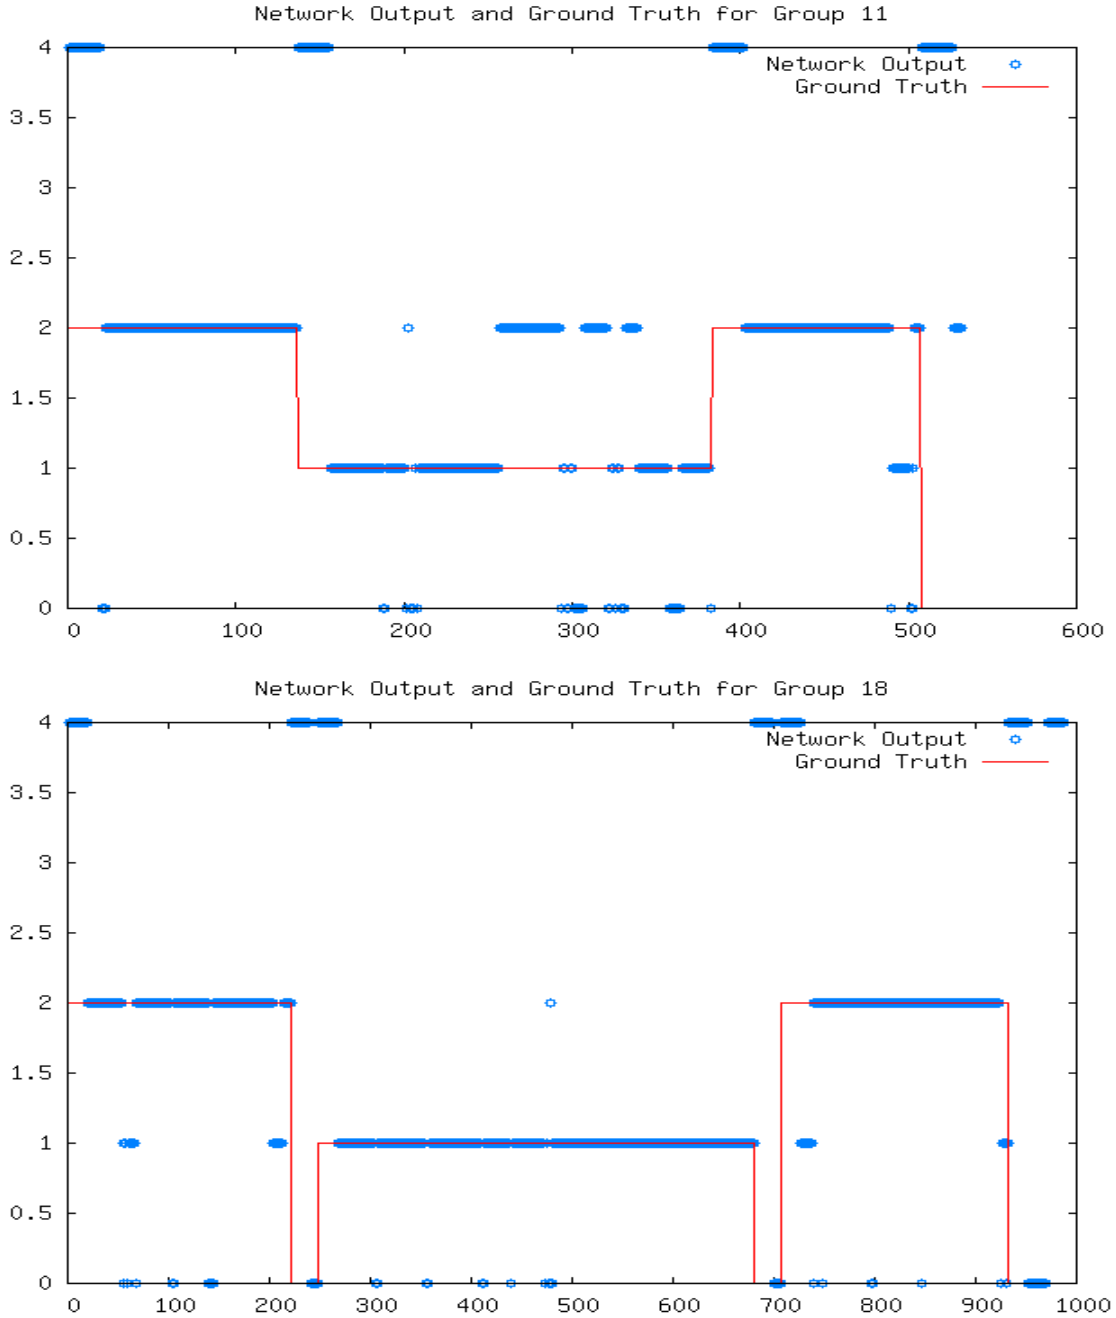 Network Output and Ground Truth for Group 11
4
Network Output
Ground Truth
3.5
3
2.5
2
1.5
1
0.5
0
0 100 200 300 400 500 600
Network Output and Ground Truth for Group 18
4
Network Output
Ground Truth
3.5
3
2.5
2
1.5
1
0.5
0
0 100 200 300 400 500 600 700 800 900 1000